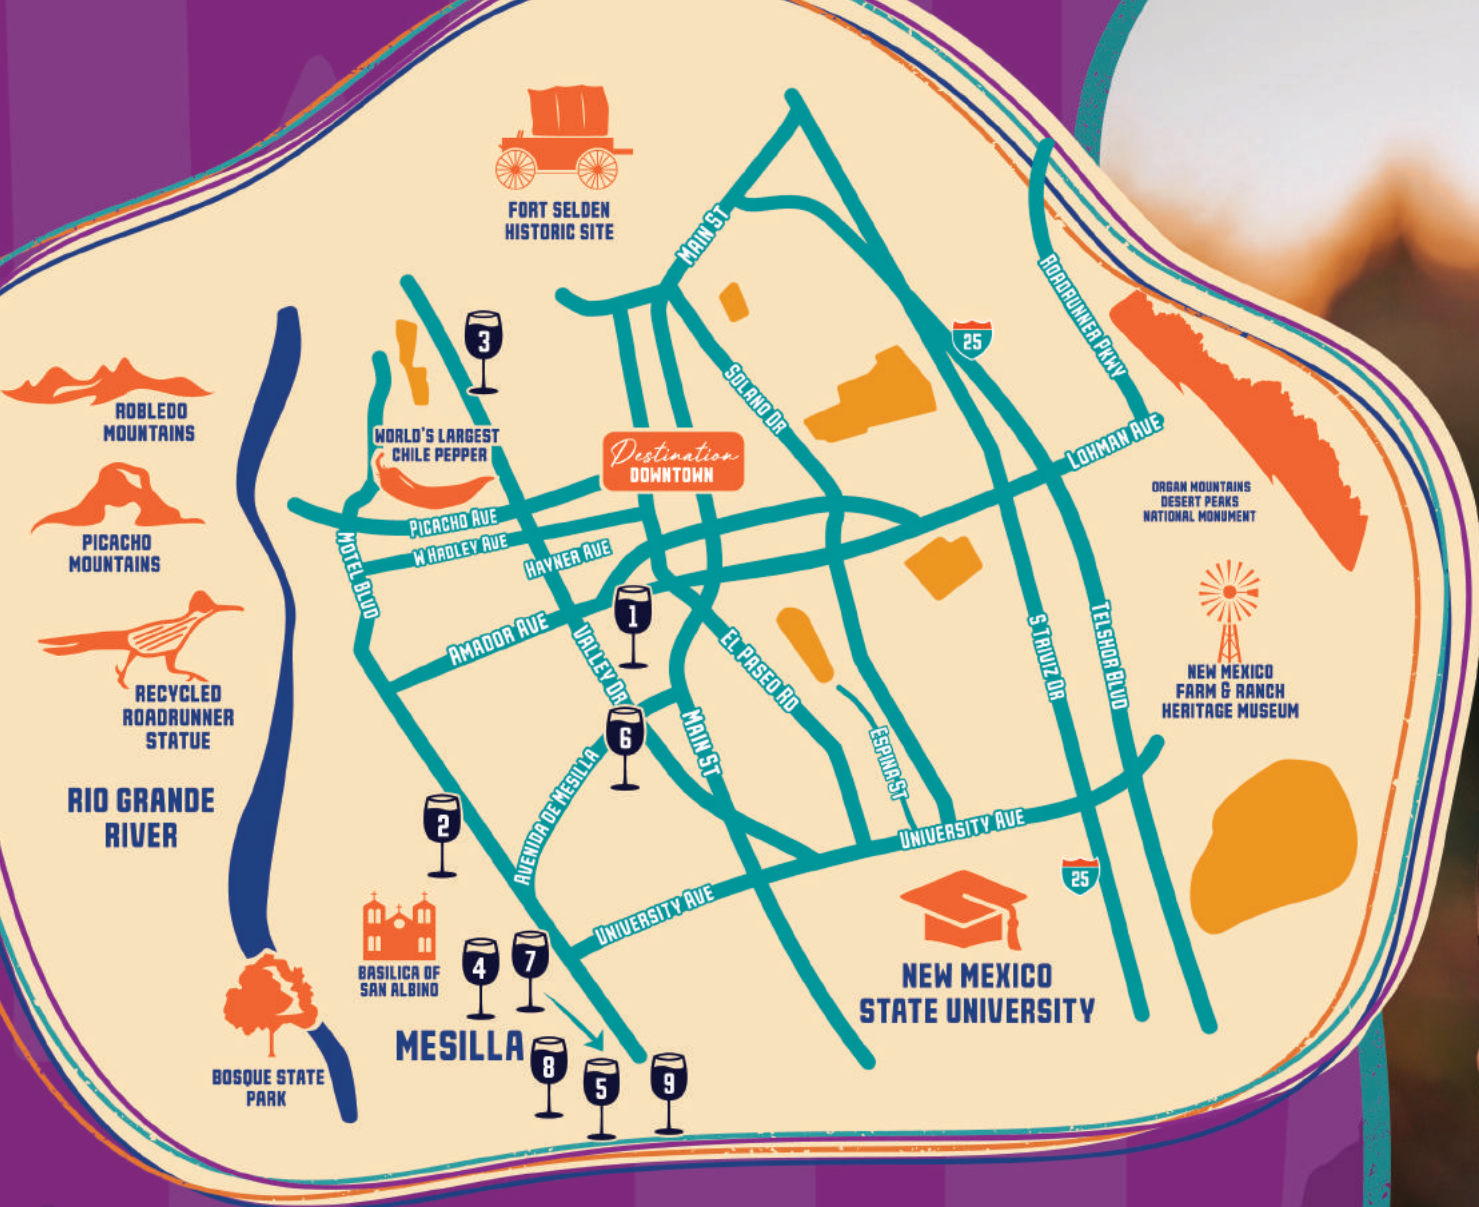 FORT SELDEN
HISTORIC SITE
MAIN ST
ROADRUNNER PKWY
3
25
SOLANO DR
ROBLEDO
MOUNTAINS
WORLD'S LARGEST
CHILE PEPPER
Destination
DOWNTOWN
LOHMAN AVE
ORGAN MOUNTAINS
DESERT PEAKS
NATIONAL MONUMENT
PICACHO
MOUNTAINS
PICACHO AVE
W HADLEY AVE
HAYNER AVE
MOTEL BLVD
1
AMADOR AVE
VALLEY DR
EL PASEO RD
S TRIVIZ DR
TELSHOR BLVD
NEW MEXICO
FARM & RANCH
HERITAGE MUSEUM
RECYCLED
ROADRUNNER
STATUE
6
MAIN ST
ESPINA ST
RIO GRANDE
RIVER
2
AVENIDA DE MESILLA
UNIVERSITY AVE
25
UNIVERSITY AVE
BASILICA OF
SAN ALBINO
4
7
NEW MEXICO
STATE UNIVERSITY
MESILLA
8
5
9
BOSQUE STATE
PARK